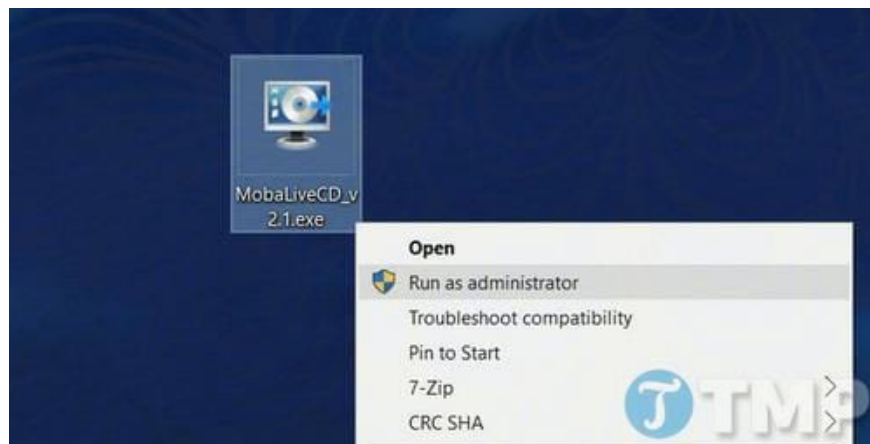 MobaLiveCD_v
2.1.exe
Open
Run as administrator
Troubleshoot compatibility
Pin to Start
7-Zip
CRC SHA
TMP